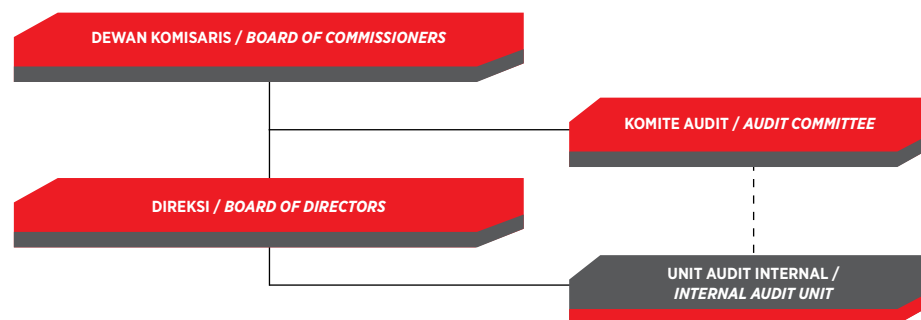 DEWAN KOMISARIS / BOARD OF COMMISSIONERS
KOMITE AUDIT / AUDIT COMMITTEE
DIREKSI / BOARD OF DIRECTORS
UNIT AUDIT INTERNAL /
INTERNAL AUDIT UNIT